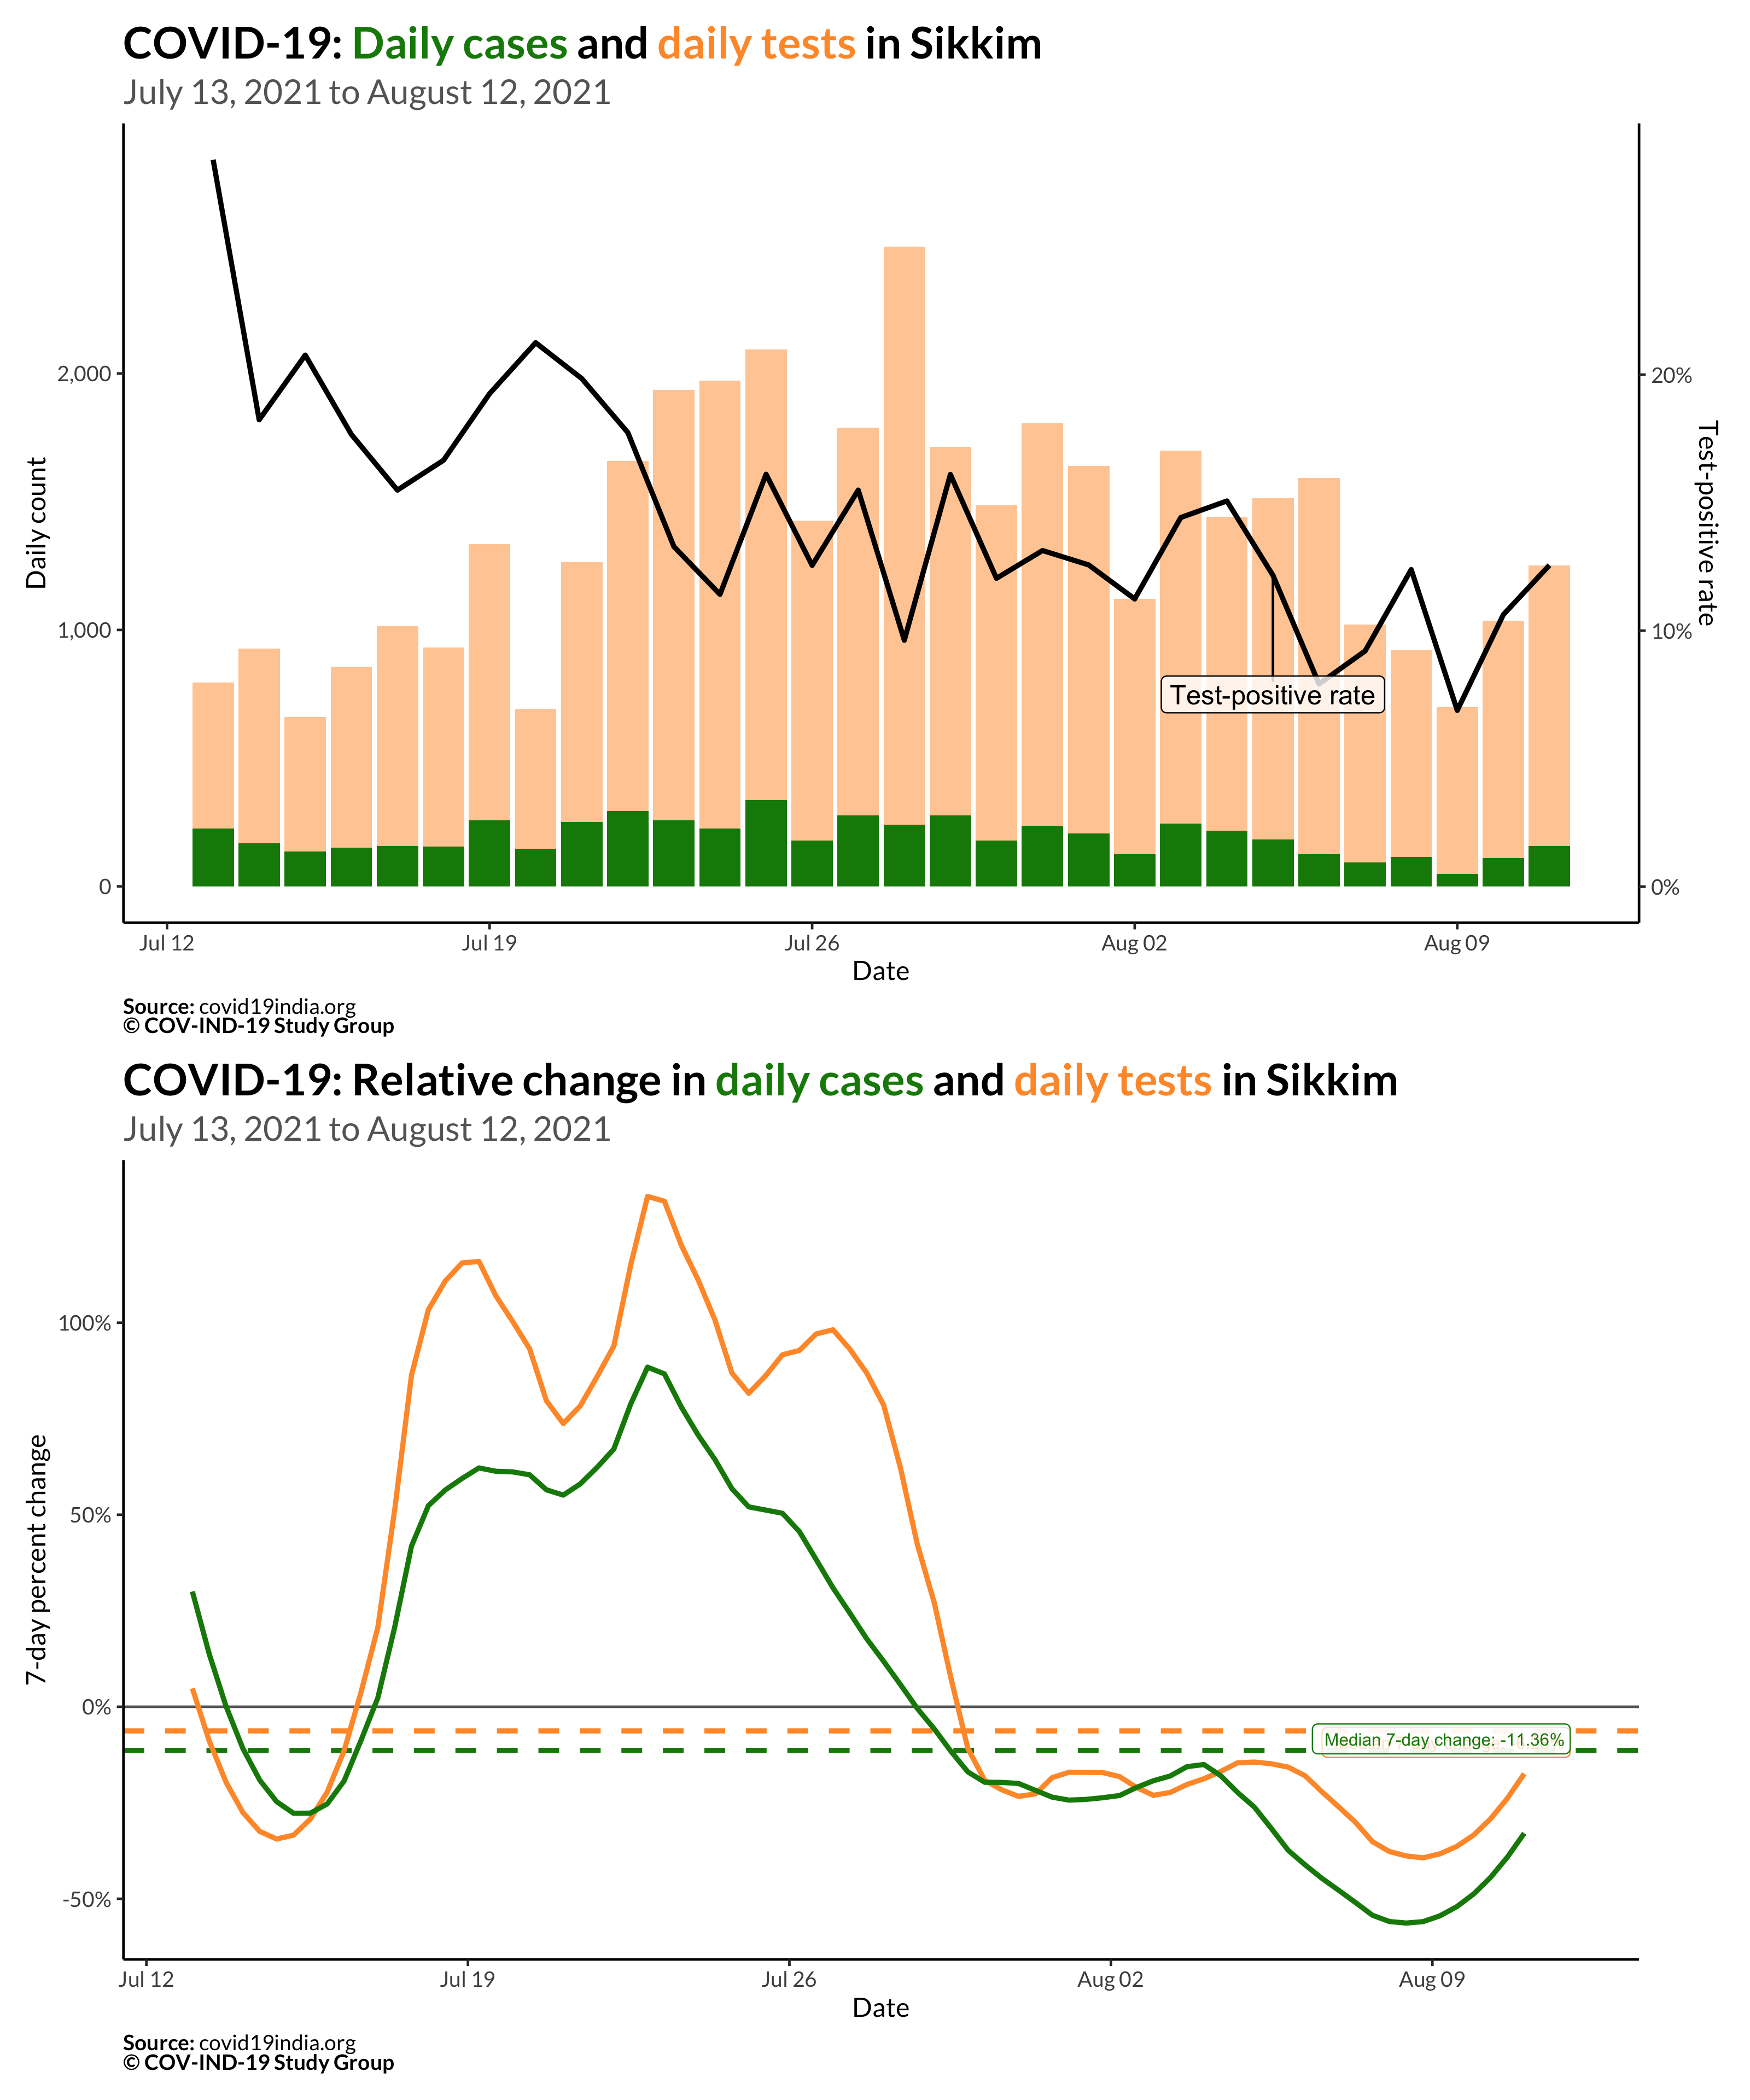 COVID-19: Daily cases and daily tests in Sikkim
July 13, 2021 to August 12, 2021
Daily count
2,000
1,000
0
20%
10%
0%
Test-positive rate
Test-positive rate
Jul 12
Jul 19
Jul 26
Aug 02
Aug 09
Date
Source: covid19india.org
© COV-IND-19 Study Group
COVID-19: Relative change in daily cases and daily tests in Sikkim
July 13, 2021 to August 12, 2021
7-day percent change
100%
50%
0%
-50%
Median 7-day change: -11.36%
Jul 12
Jul 19
Jul 26
Aug 02
Aug 09
Date
Source: covid19india.org
© COV-IND-19 Study Group